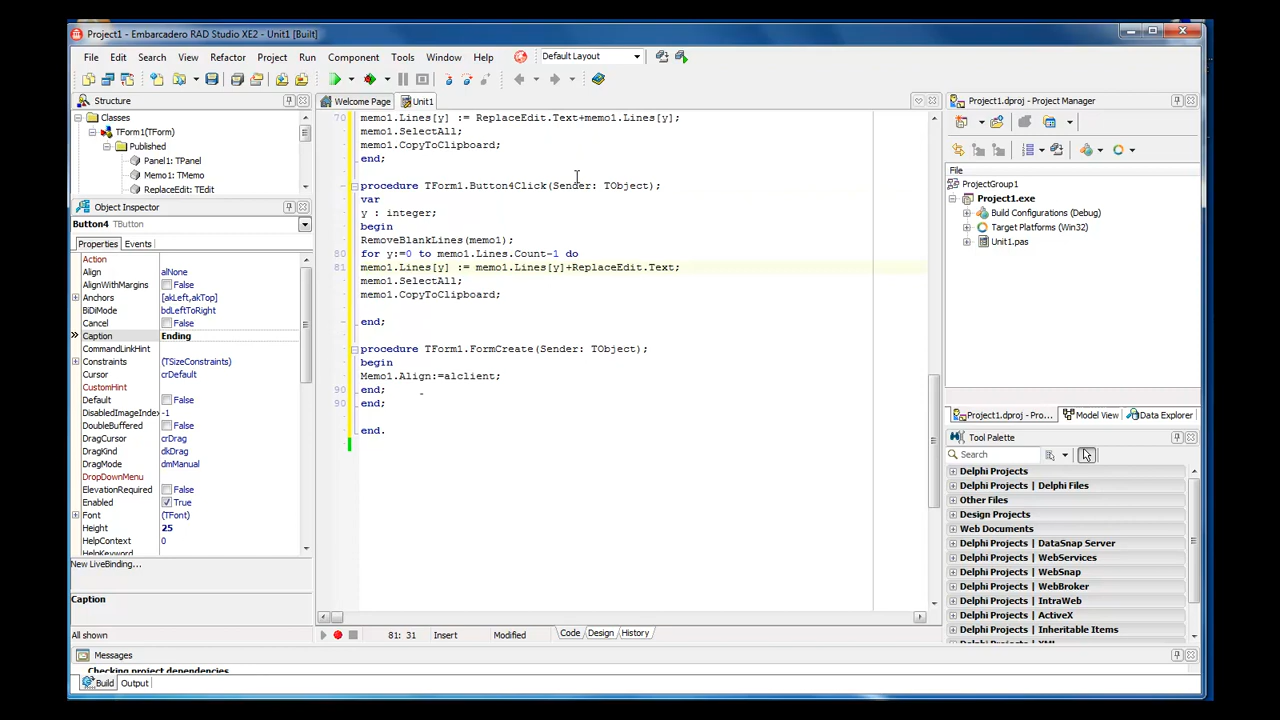 Project1 - Embarcadero RAD Studio XE2 - Unit1 [Built]
File Edit Search View Refactor Project Run Component Tools Window Help
Default Layout
Structure
Classes
TForm1(TForm)
Published
Panel1: TPanel
Memo1: TMemo
ReplaceEdit: TEdit
Object Inspector
Button4 TButton
Properties Events
Action
Align alNone
AlignWithMargins False
Anchors [akLeft,akTop]
BiDiMode bdLeftToRight
Cancel False
» Caption Ending
CommandLinkHint
Constraints (TSizeConstraints)
Cursor crDefault
CustomHint
Default False
DisabledImageIndex -1
DoubleBuffered False
DragCursor crDrag
DragKind dkDrag
DragMode dmManual
DropDownMenu
ElevationRequired False
Enabled True
Font (TFont)
Height 25
HelpContext 0
HelpKeyword
New LiveBinding...
Caption
All shown
Welcome Page Unit1
70 memo1.Lines[y] := ReplaceEdit.Text+memo1.Lines[y];
memo1.SelectAll;
memo1.CopyToClipboard;
end;
procedure TForm1.Button4Click(Sender: TObject);
var
y : integer;
begin
RemoveBlankLines(memo1);
80 for y:=0 to memo1.Lines.Count-1 do
81 memo1.Lines[y] := memo1.Lines[y]+ReplaceEdit.Text;
memo1.SelectAll;
memo1.CopyToClipboard;
end;
procedure TForm1.FormCreate(Sender: TObject);
begin
Memo1.Align:=alclient;
90 end;
90 end;
end.
81: 31 Insert Modified Code Design History
Project1.dproj - Project Manager
File
ProjectGroup1
Project1.exe
Build Configurations (Debug)
Target Platforms (Win32)
Unit1.pas
Project1.dproj - Pro... Model View Data Explorer
Tool Palette
Search
Delphi Projects
Delphi Projects | Delphi Files
Other Files
Design Projects
Web Documents
Delphi Projects | DataSnap Server
Delphi Projects | WebServices
Delphi Projects | WebSnap
Delphi Projects | WebBroker
Delphi Projects | IntraWeb
Delphi Projects | ActiveX
Delphi Projects | Inheritable Items
Delphi Projects | XML
Messages
Checking project dependencies
Build Output